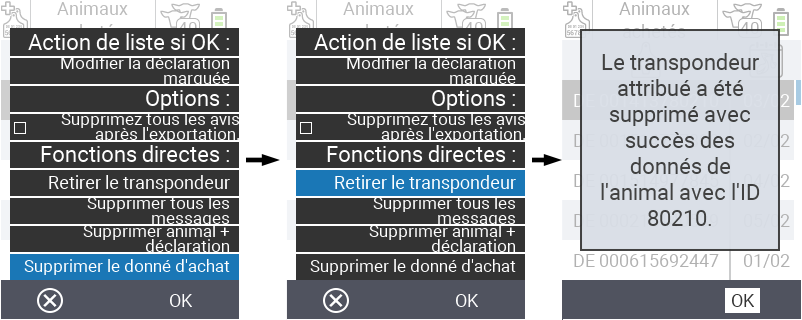 Animaux
achetés
40
Action de liste si OK :
Modifier la déclaration
marquée
Options :
Supprimez tous les avis
après l'exportation.
Fonctions directes :
Retirer le transpondeur
Supprimer tous les
messages
Supprimer animal +
déclaration
Supprimer le donné d'achat
OK
Animaux
achetés
40
Action de liste si OK :
Modifier la déclaration
marquée
Options :
Supprimez tous les avis
après l'exportation.
Fonctions directes :
Retirer le transpondeur
Supprimer tous les
messages
Supprimer animal +
déclaration
Supprimer le donné d'achat
OK
Animaux
achetés
40
Le transpondeur
attribué a été
supprimé avec
succès des
donnés de
l'animal avec l'ID
80210.
DE 000615692447 01/02
OK